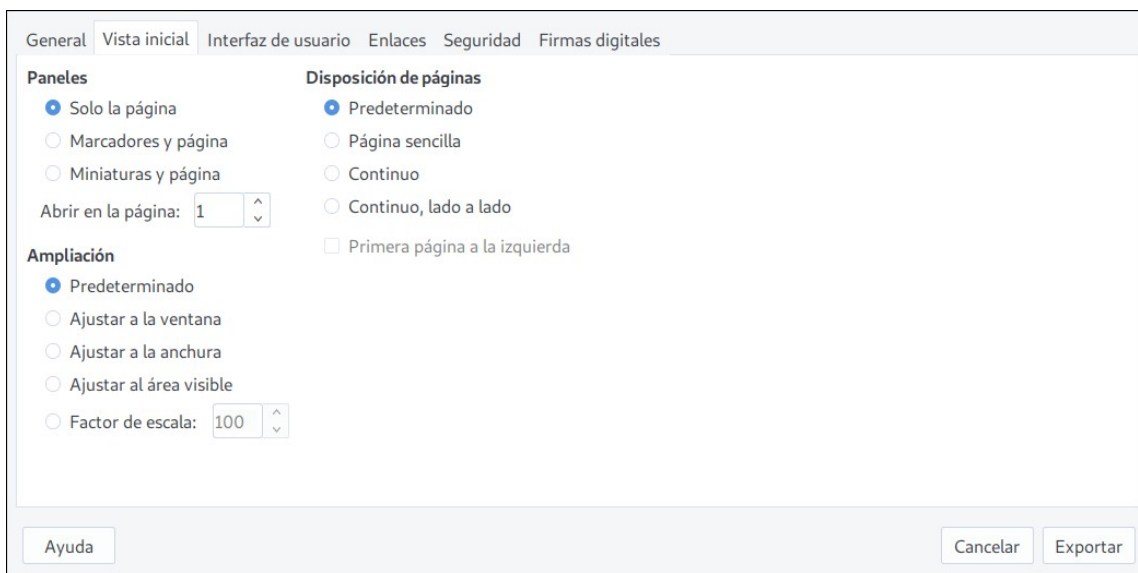 General Vista inicial Interfaz de usuario Enlaces Seguridad Firmas digitales
Paneles
Solo la página
Marcadores y página
Miniaturas y página
Abrir en la página: 1
Ampliación
Predeterminado
Ajustar a la ventana
Ajustar a la anchura
Ajustar al área visible
Factor de escala: 100
Disposición de páginas
Predeterminado
Página sencilla
Continuo
Continuo, lado a lado
Primera página a la izquierda
Ayuda Cancelar Exportar